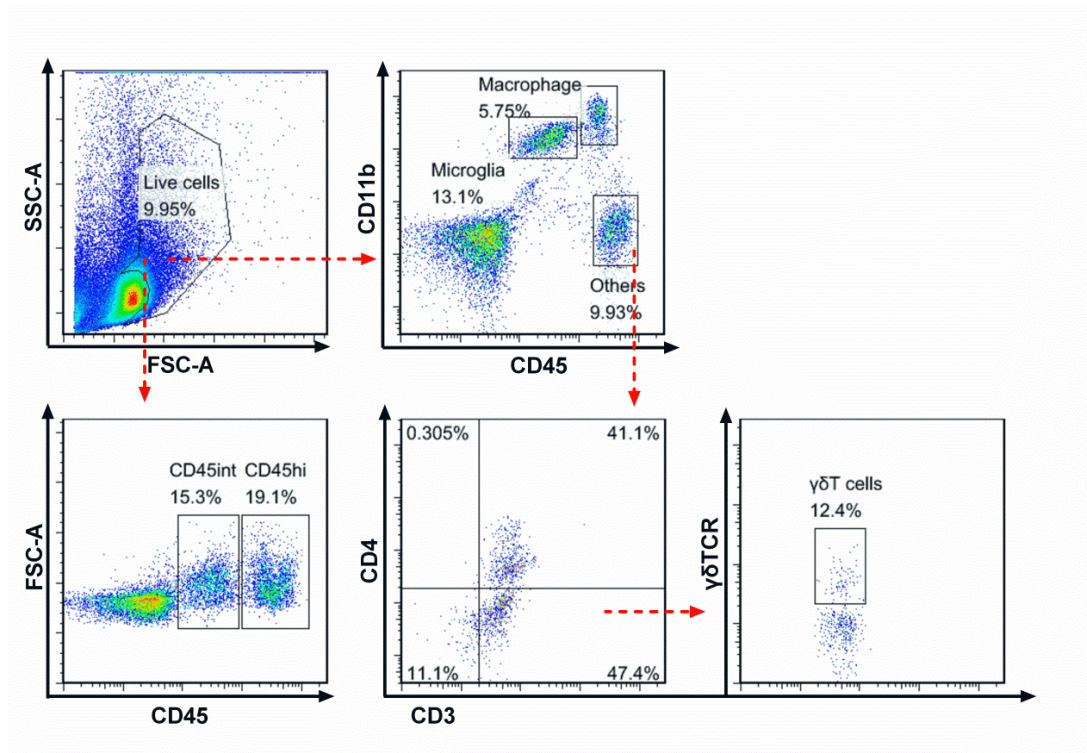 SSC-A
Live cells
9.95%
FSC-A
CD11b
Macrophage
5.75%
Microglia
13.1%
Others
9.93%
CD45
FSC-A
CD45int CD45hi
15.3% 19.1%
CD45
CD4
0.305% 41.1%
11.1% 47.4%
CD3
γδTCR
γδT cells
12.4%